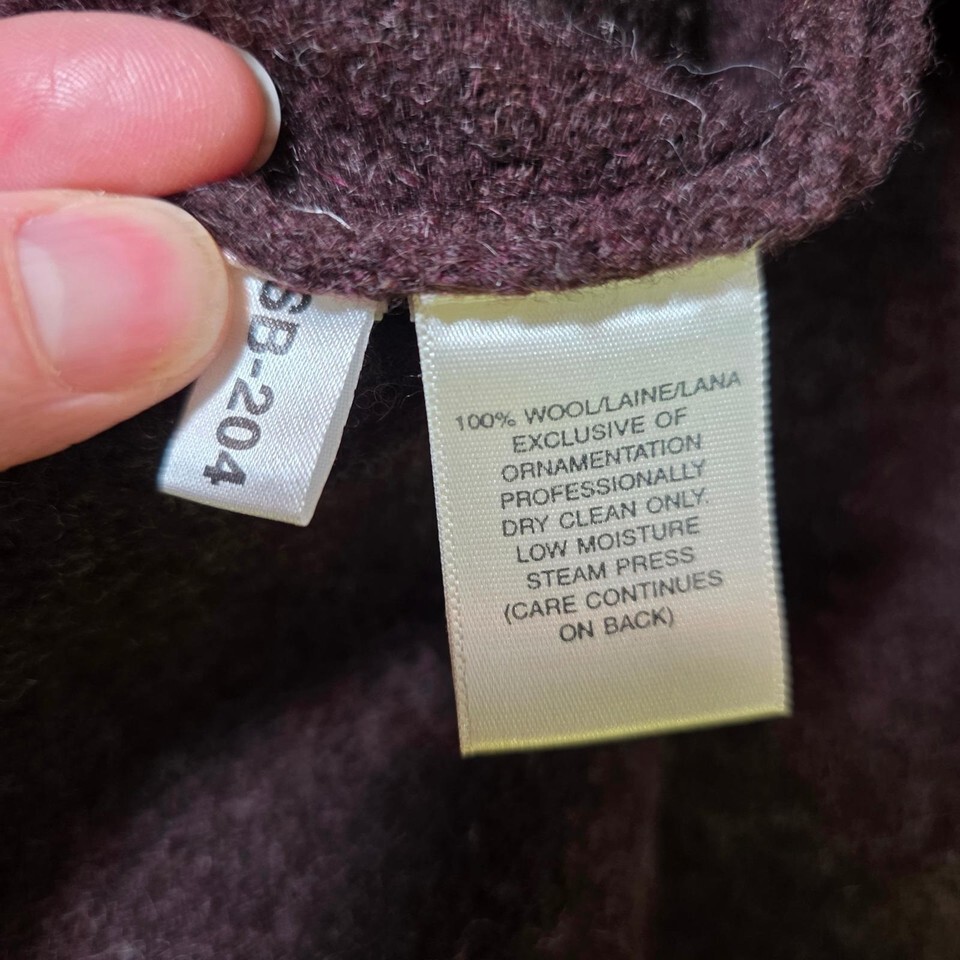 SB-204
100% WOOL/LAINE/LANA
EXCLUSIVE OF
ORNAMENTATION
PROFESSIONALLY
DRY CLEAN ONLY.
LOW MOISTURE
STEAM PRESS
(CARE CONTINUES
ON BACK)